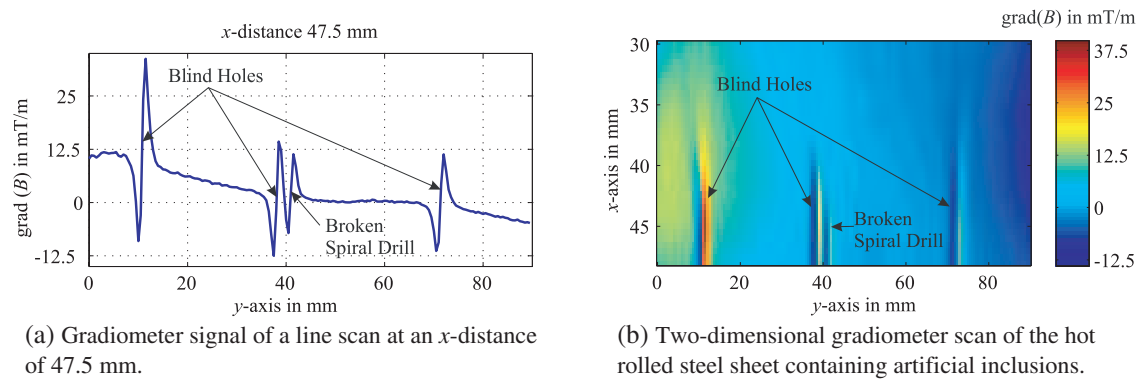 x-distance 47.5 mm
grad (B) in mT/m
25
12.5
0
-12.5
Blind Holes
Broken
Spiral Drill
0 20 40 60 80
y-axis in mm
(a) Gradiometer signal of a line scan at an x-distance
of 47.5 mm.
grad(B) in mT/m
x-axis in mm
30
35
40
45
Blind Holes
Broken
Spiral Drill
0 20 40 60 80
y-axis in mm
37.5
25
12.5
0
-12.5
(b) Two-dimensional gradiometer scan of the hot
rolled steel sheet containing artificial inclusions.